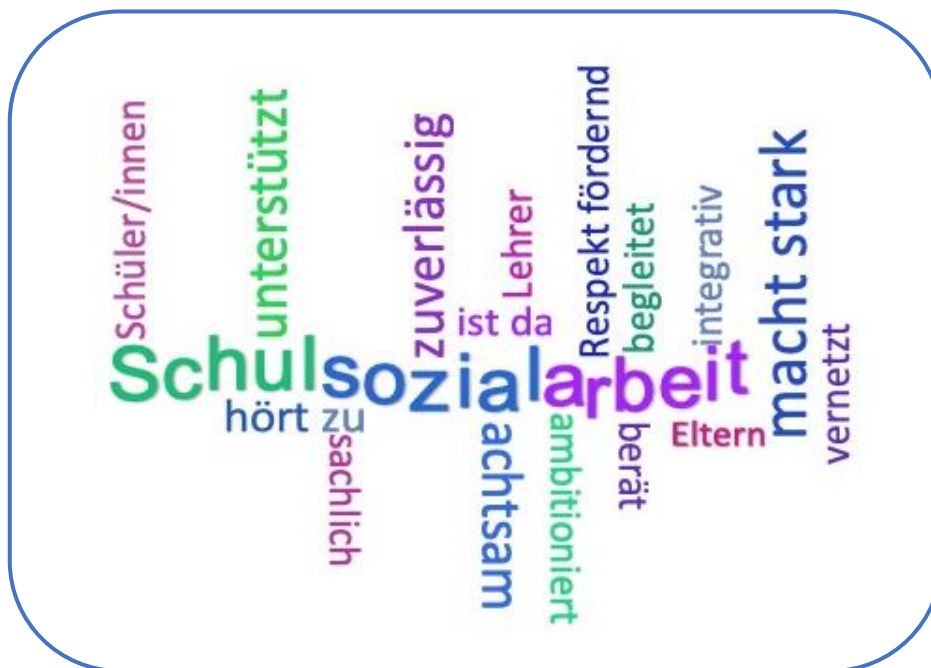 Schüler/innen
unterstützt
zuverlässig
Lehrer
ist da
Respekt fördernd
begleitet
integrativ
macht stark
vernetzt
Schulsozialarbeit
hört zu
sachlich
achtsam
ambitioniert
berät
Eltern